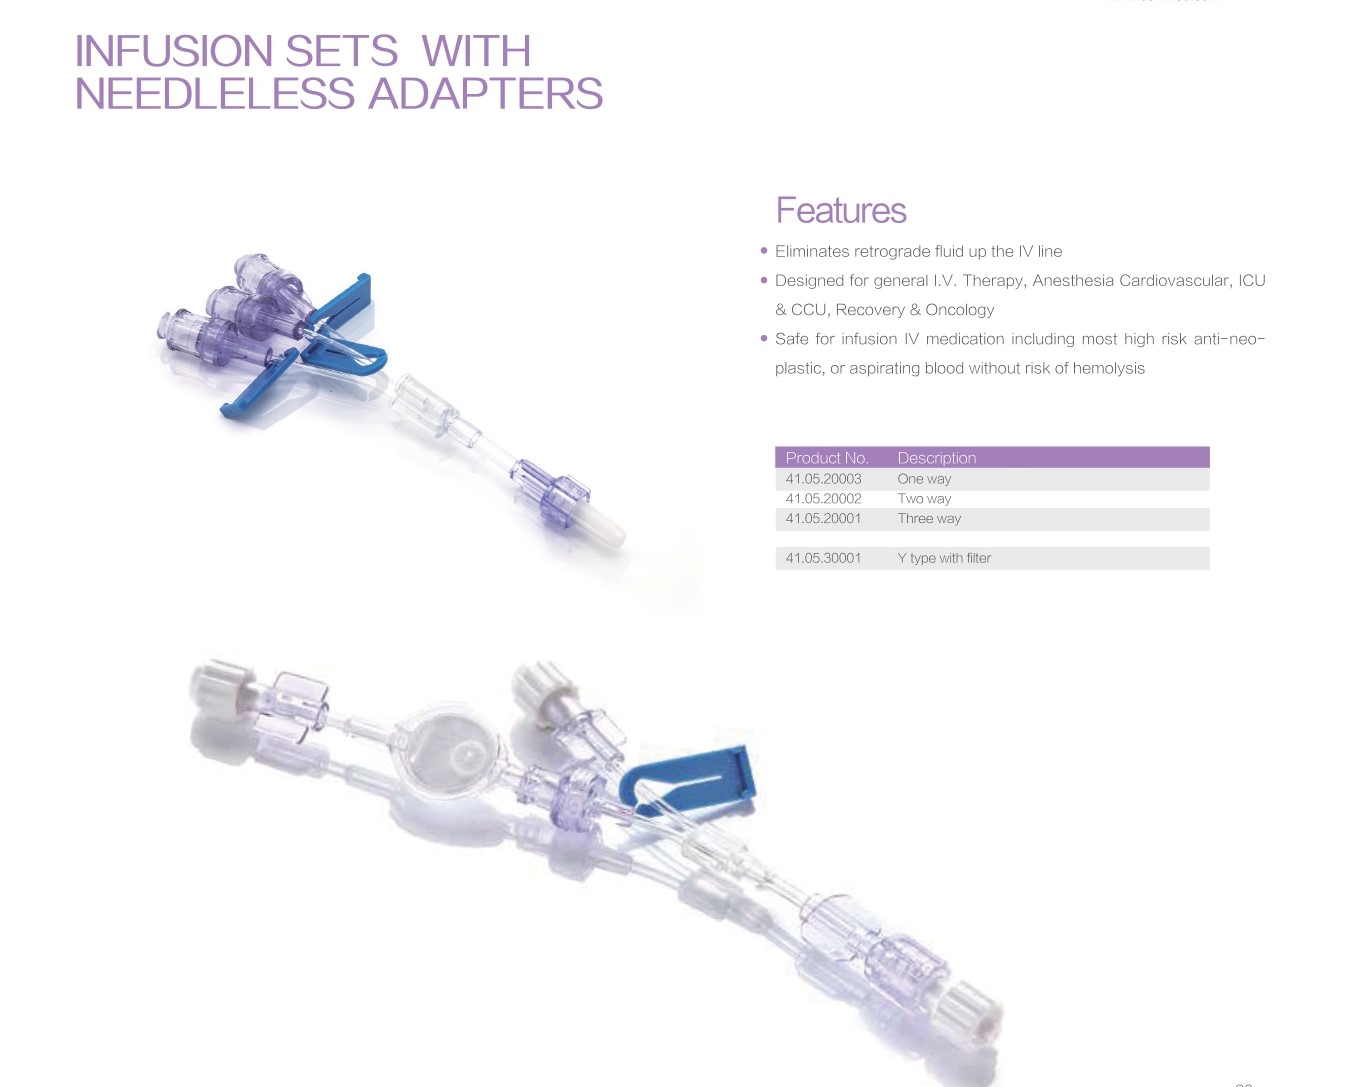 INFUSION SETS WITH
NEEDLELESS ADAPTERS
Features
• Eliminates retrograde fluid up the IV line
• Designed for general I.V. Therapy, Anesthesia Cardiovascular, ICU
& CCU, Recovery & Oncology
• Safe for infusion IV medication including most high risk anti-neo-
plastic, or aspirating blood without risk of hemolysis
Product No. Description
41.05.20003 One way
41.05.20002 Two way
41.05.20001 Three way
41.05.30001 Y type with filter